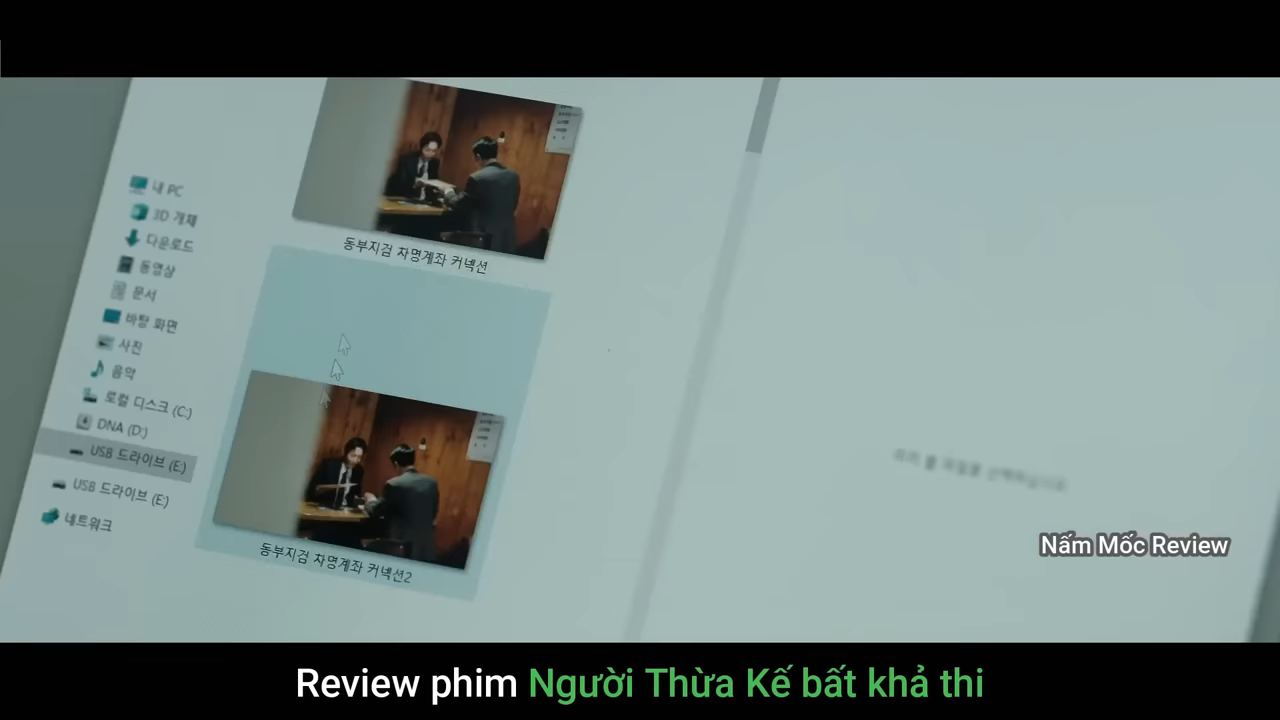 동부지검 차명계좌 커넥션
내 PC
3D 개체
다운로드
동영상
문서
바탕 화면
사진
음악
로컬 디스크 (C:)
DNA (D:)
USB 드라이브 (E:)
USB 드라이브 (E:)
네트워크
동부지검 차명계좌 커넥션2
Nấm Mốc Review
Review phim Người Thừa Kế bất khả thi